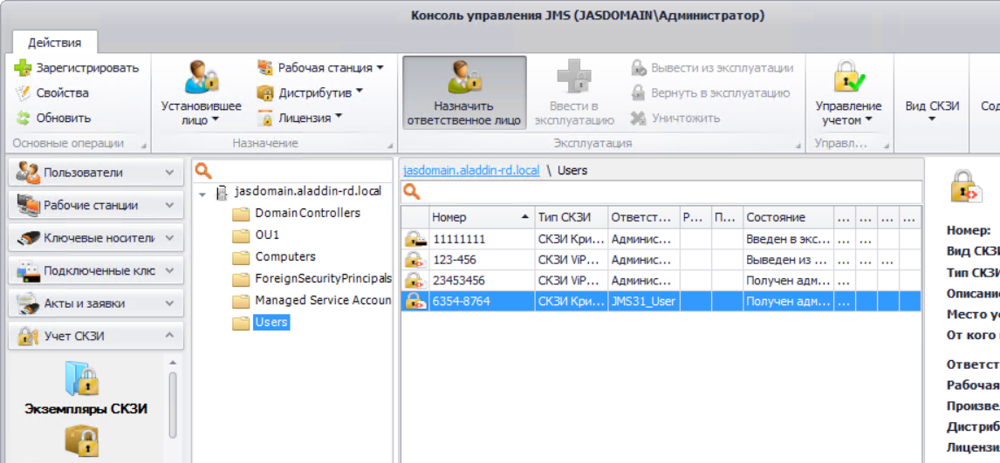 Консоль управления JMS (JASDOMAIN\Администратор)
Действия
Зарегистрировать
Свойства
Обновить
Основные операции
Установившее
лицо
Рабочая станция
Дистрибутив
Лицензия
Назначение
Назначить
ответственное лицо
Ввести в
эксплуатацию
Вывести из эксплуатации
Вернуть в эксплуатацию
Уничтожить
Эксплуатация
Управление
учетом
Управл...
Вид СКЗИ
Сод
Пользователи
Рабочие станции
Ключевые носители
Подключенные клю
Акты и заявки
Учет СКЗИ
Экземпляры СКЗИ
jasdomain.aladdin-rd.local
Domain Controllers
OU1
Computers
ForeignSecurityPrincipals
Managed Service Accoun
Users
jasdomain.aladdin-rd.local \ Users
Номер Тип СКЗИ Ответст... Р... П... Состояние ... ... ... ...
11111111 СКЗИ Кри... Админис... Введен в экс... ... ...
123-456 СКЗИ ViP... Админис... Выведен из ... ... ... ...
23453456 СКЗИ ViP... Админис... Получен адм... ...
6354-8764 СКЗИ Кри... JMS31_User Получен адм... ...
Номер:
Вид СКЗИ
Тип СКЗИ
Описание
Место ус
От кого
Ответст
Рабочая
Произве
Дистриб
Лицензи